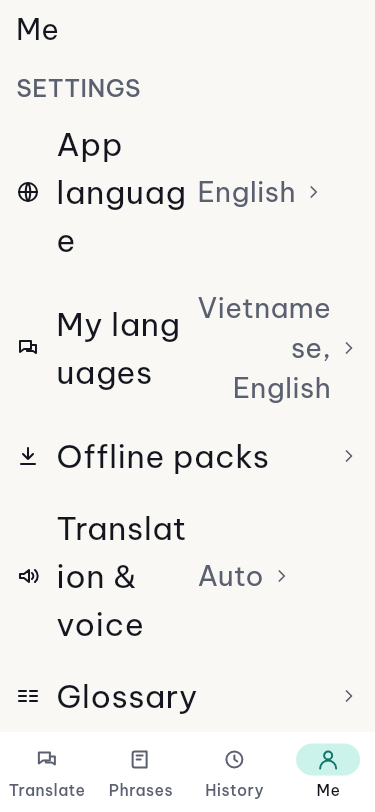 Me
SETTINGS
App
languag
e
English
My lang
uages
Vietname
se,
English
Offline packs
Translat
ion &
voice
Auto
Glossary
Translate
Phrases
History
Me